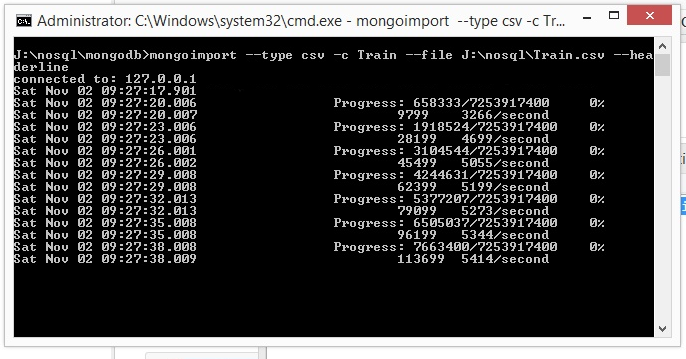 Administrator: C:\Windows\system32\cmd.exe - mongoimport --type csv -c Tr...
J:\nosql\mongodb>mongoimport --type csv -c Train --file J:\nosql\Train.csv --hea
derline
connected to: 127.0.0.1
Sat Nov 02 09:27:17.901
Sat Nov 02 09:27:20.006 Progress: 658333/7253917400 0%
Sat Nov 02 09:27:20.007 9799 3266/second
Sat Nov 02 09:27:23.006 Progress: 1918524/7253917400 0%
Sat Nov 02 09:27:23.006 28199 4699/second
Sat Nov 02 09:27:26.001 Progress: 3104544/7253917400 0%
Sat Nov 02 09:27:26.002 45499 5055/second
Sat Nov 02 09:27:29.008 Progress: 4244631/7253917400 0%
Sat Nov 02 09:27:29.008 62399 5199/second
Sat Nov 02 09:27:32.013 Progress: 5377207/7253917400 0%
Sat Nov 02 09:27:32.013 79099 5273/second
Sat Nov 02 09:27:35.008 Progress: 6505037/7253917400 0%
Sat Nov 02 09:27:35.008 96199 5344/second
Sat Nov 02 09:27:38.008 Progress: 7663400/7253917400 0%
Sat Nov 02 09:27:38.009 113699 5414/second